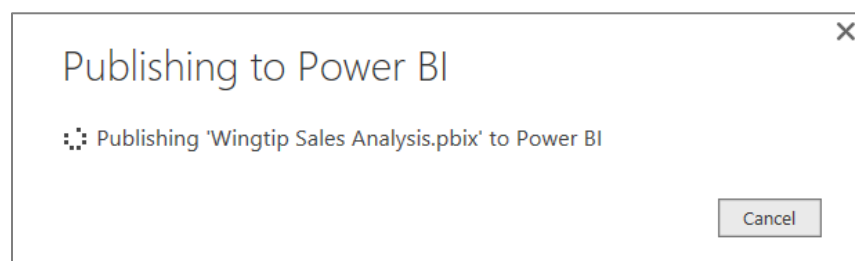 Publishing to Power BI
Publishing 'Wingtip Sales Analysis.pbix' to Power BI
Cancel